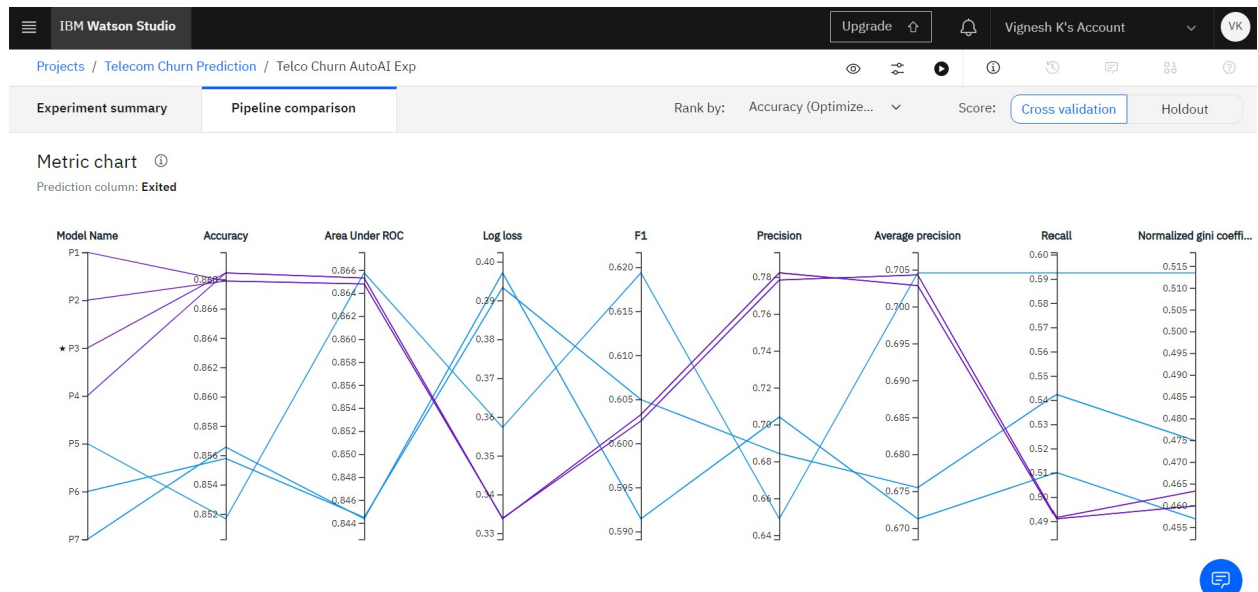 IBM Watson Studio
Upgrade
Vignesh K's Account
VK
Projects / Telecom Churn Prediction / Telco Churn AutoAI Exp
Experiment summary
Pipeline comparison
Rank by: Accuracy (Optimize...
Score: Cross validation Holdout
Metric chart
Prediction column: Exited
Model Name
P1
P2
★ P3
P4
P5
P6
P7
Accuracy
0.868
0.866
0.864
0.862
0.860
0.858
0.856
0.854
0.852
Area Under ROC
0.866
0.864
0.862
0.860
0.858
0.856
0.854
0.852
0.850
0.848
0.846
0.844
Log loss
0.40
0.39
0.38
0.37
0.36
0.35
0.34
0.33
F1
0.620
0.615
0.610
0.605
0.600
0.595
0.590
Precision
0.78
0.76
0.74
0.72
0.70
0.68
0.66
0.64
Average precision
0.705
0.700
0.695
0.690
0.685
0.680
0.675
0.670
Recall
0.60
0.59
0.58
0.57
0.56
0.55
0.54
0.53
0.52
0.51
0.50
0.49
Normalized gini coeffi...
0.515
0.510
0.505
0.500
0.495
0.490
0.485
0.480
0.475
0.470
0.465
0.460
0.455